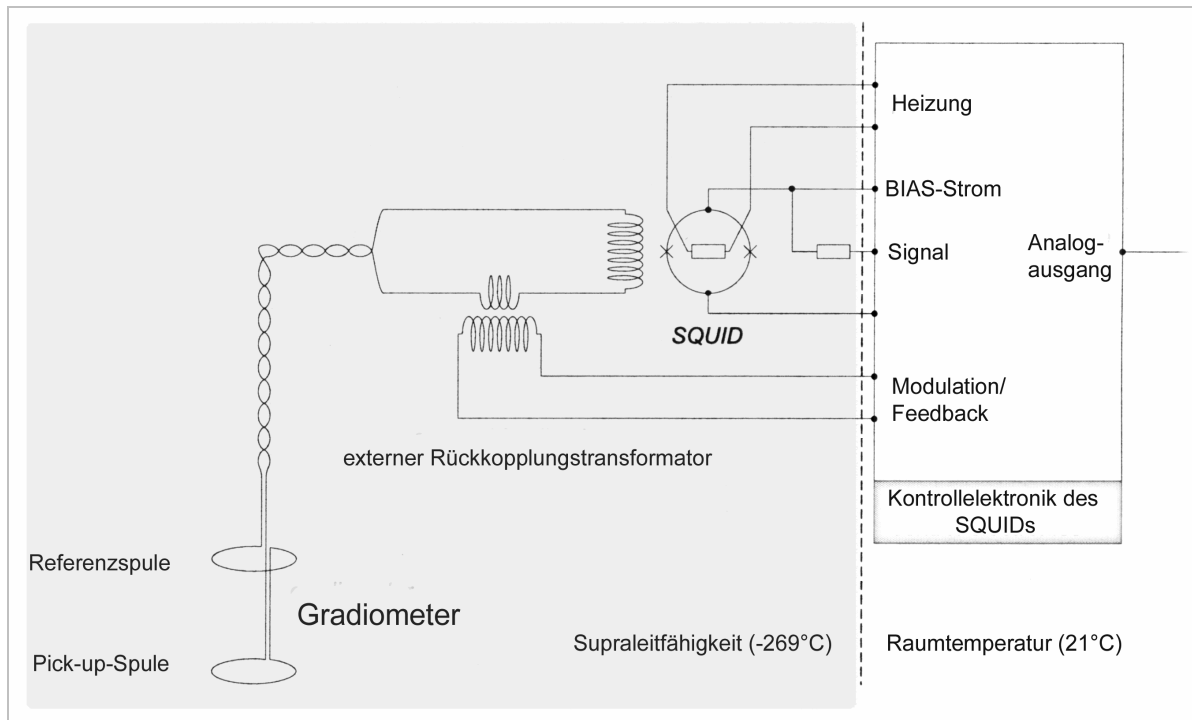 Heizung
BIAS-Strom
Signal
Analog-
ausgang
SQUID
Modulation/
Feedback
externer Rückkopplungstransformator
Kontrollelektronik des
SQUIDs
Referenzspule
Gradiometer
Pick-up-Spule
Supraleitfähigkeit (-269°C)
Raumtemperatur (21°C)